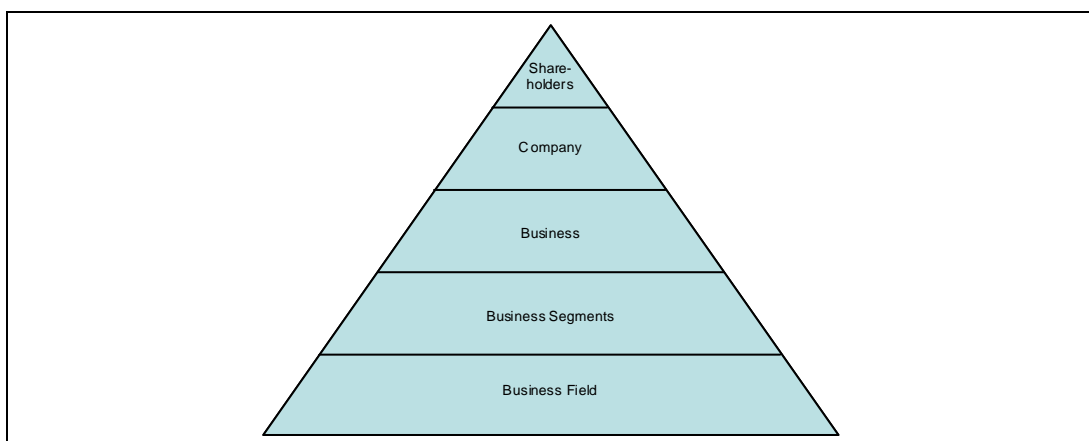 Share-
holders
Company
Business
Business Segments
Business Field